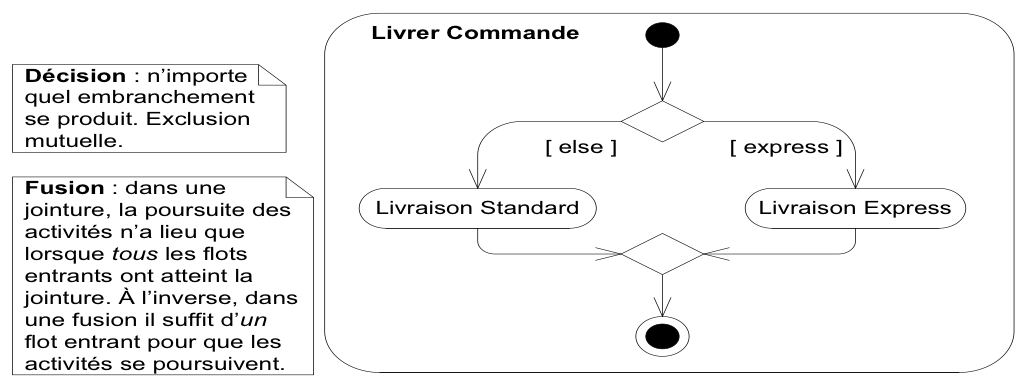 Livrer Commande
Décision : n’importe
quel embranchement
se produit. Exclusion
mutuelle.
[ else ]
[ express ]
Fusion : dans une
jointure, la poursuite des
activités n’a lieu que
lorsque tous les flots
entrants ont atteint la
jointure. À l’inverse, dans
une fusion il suffit d’un
flot entrant pour que les
activités se poursuivent.
Livraison Standard
Livraison Express